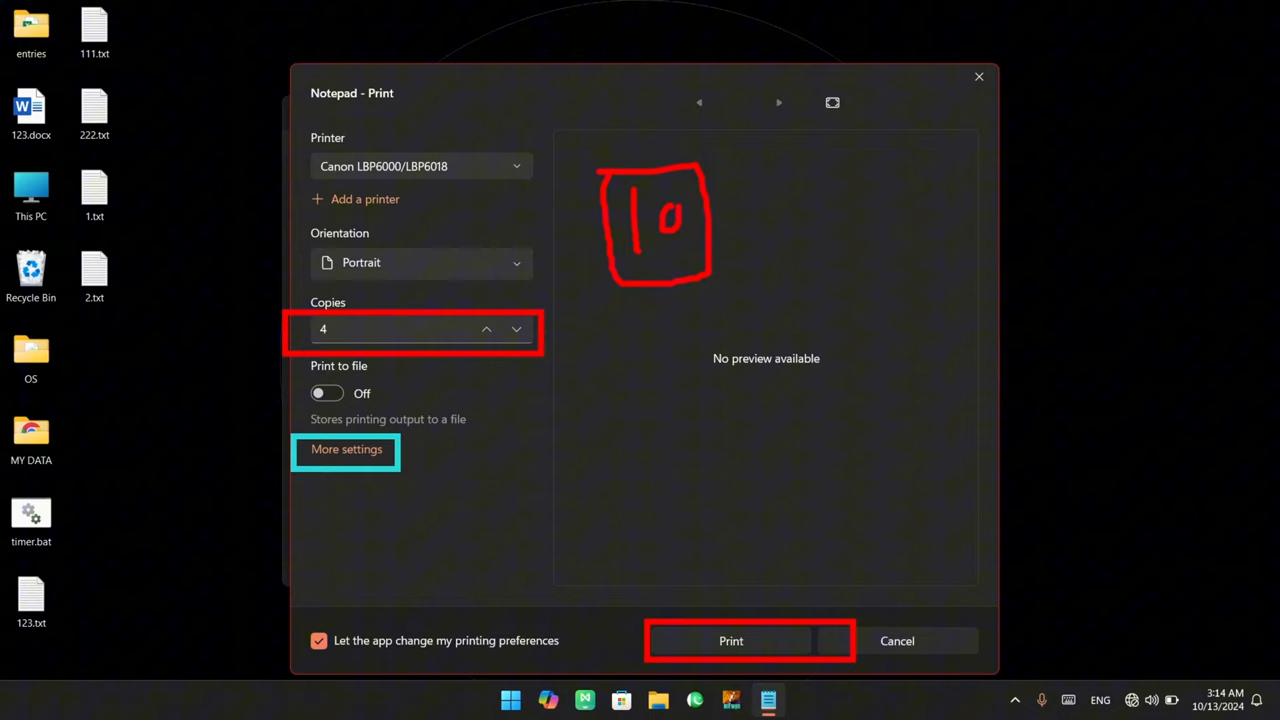 entries
111.txt
123.docx
222.txt
This PC
1.txt
Recycle Bin
2.txt
OS
MY DATA
timer.bat
123.txt
Notepad - Print
Printer
Canon LBP6000/LBP6018
Add a printer
Orientation
Portrait
Copies
4
Print to file
Off
Stores printing output to a file
More settings
10
No preview available
Let the app change my printing preferences
Print
Cancel
ENG
3:14 AM
10/13/2024